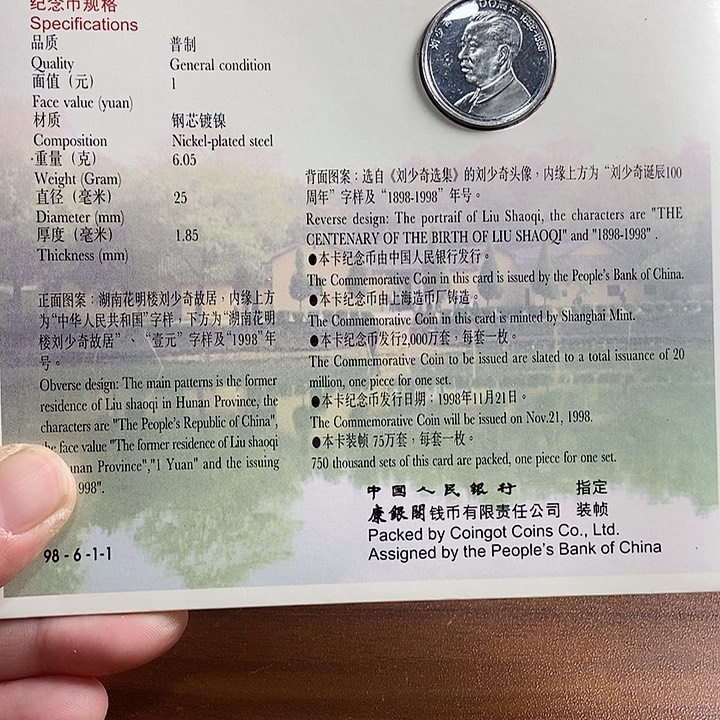 纪念币规格
Specifications
品质 普制
Quality General condition
面值（元） 1
Face value (yuan)
材质 钢芯镀镍
Composition Nickel-plated steel
重量（克） 6.05
Weight (Gram)
直径（毫米） 25
Diameter (mm)
厚度（毫米） 1.85
Thickness (mm)
正面图案：湖南花明楼刘少奇故居，内缘上方
为“中华人民共和国”字样，下方为“湖南花明
楼刘少奇故居”、“壹元”字样及“1998”年
号。
Obverse design: The main patterns is the former
residence of Liu shaoqi in Hunan Province, the
characters are "The People's Republic of China",
the face value "The former residence of Liu shaoqi
unan Province","1 Yuan" and the issuing
998".
98-6-1-1
刘少奇 100周年 1898-1998
背面图案：选自《刘少奇选集》的刘少奇头像，内缘上方为“刘少奇诞辰100
周年”字样及“1898-1998”年号。
Reverse design: The portraif of Liu Shaoqi, the characters are "THE
CENTENARY OF THE BIRTH OF LIU SHAOQI" and "1898-1998" .
●本卡纪念币由中国人民银行发行。
The Commemorative Coin in this card is issued by the People's Bank of China.
●本卡纪念币由上海造币厂铸造。
The Commemorative Coin in this card is minted by Shanghai Mint.
●本卡纪念币发行2,000万套，每套一枚。
The Commemorative Coin to be issued are slated to a total issuance of 20
million, one piece for one set.
●本卡纪念币发行日期：1998年11月21日。
The Commemorative Coin will be issued on Nov.21, 1998.
●本卡装帧 75万套，每套一枚。
750 thousand sets of this card are packed, one piece for one set.
中国人民银行 指定
康银阁钱币有限责任公司 装帧
Packed by Coingot Coins Co., Ltd.
Assigned by the People's Bank of China